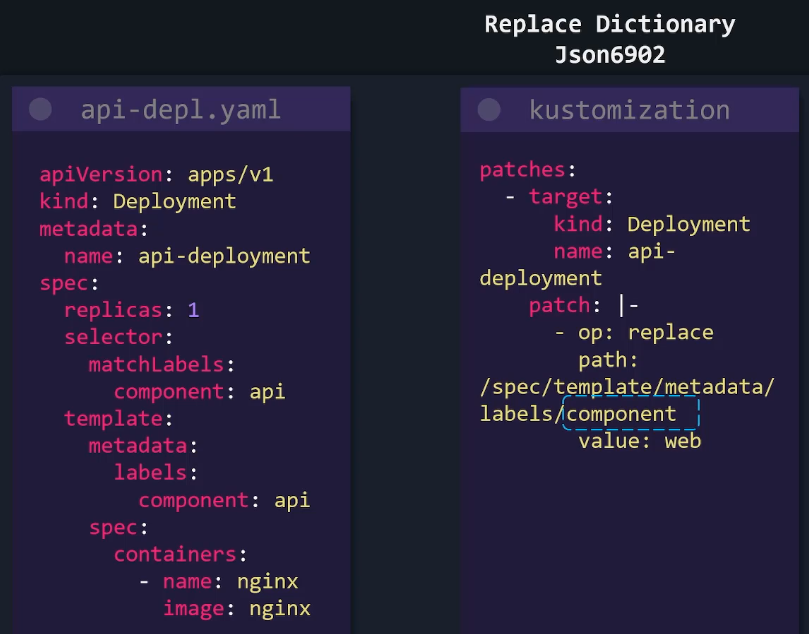 Replace Dictionary
Json6902
api-depl.yaml
apiVersion: apps/v1
kind: Deployment
metadata:
  name: api-deployment
spec:
  replicas: 1
  selector:
    matchLabels:
      component: api
  template:
    metadata:
      labels:
        component: api
    spec:
      containers:
        - name: nginx
          image: nginx
kustomization
patches:
  - target:
      kind: Deployment
      name: api-
deployment
    patch: |-
      - op: replace
        path:
/spec/template/metadata/
labels/component
        value: web